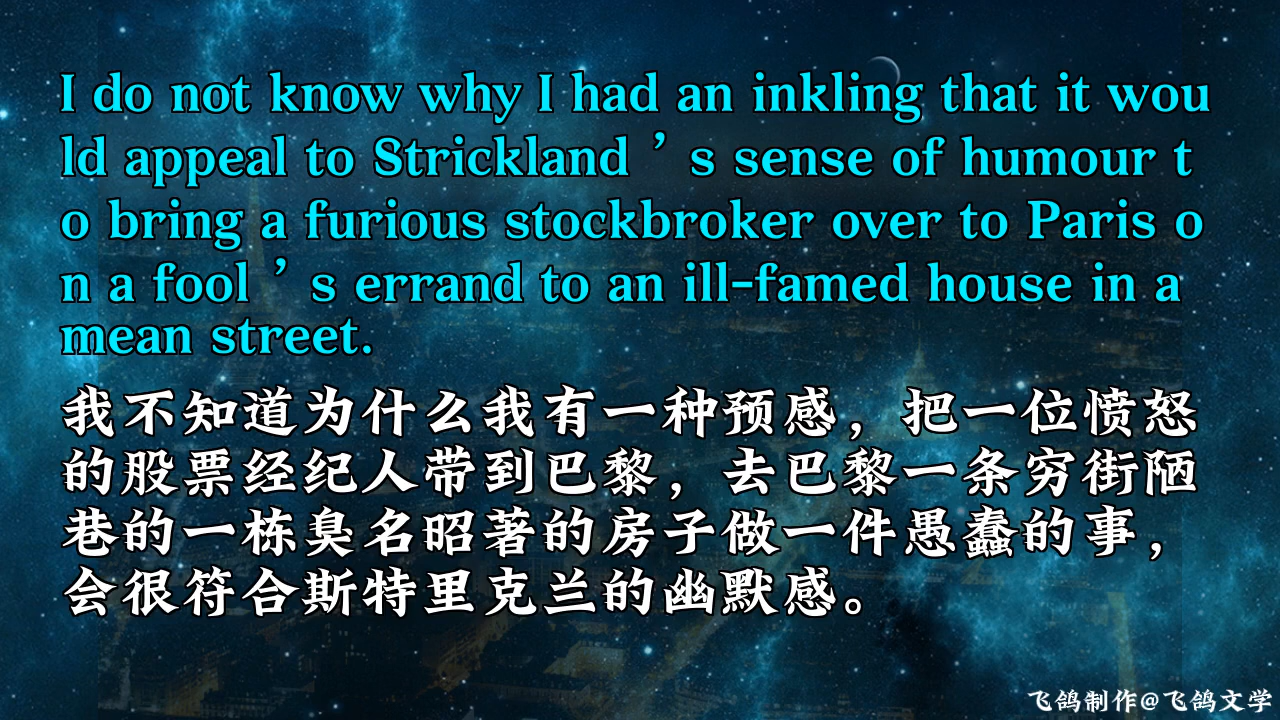 I do not know why I had an inkling that it wou
ld appeal to Strickland ’ s sense of humour t
o bring a furious stockbroker over to Paris o
n a fool ’ s errand to an ill-famed house in a
mean street.
我不知道为什么我有一种预感，把一位愤怒
的股票经纪人带到巴黎，去巴黎一条穷街陋
巷的一栋臭名昭著的房子做一件愚蠢的事，
会很符合斯特里克兰的幽默感。
飞鸽制作@飞鸽文学